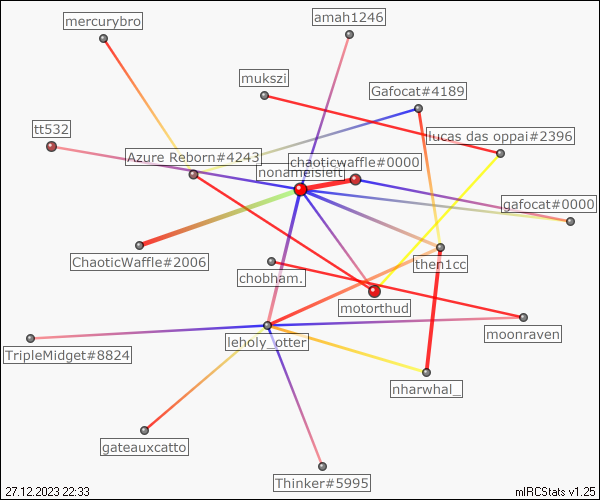 mercurybro
amah1246
mukszi
Gafocat#4189
tt532
lucas das oppai#2396
Azure Reborn#4243
chaoticwaffle#0000
nonameisleft
gafocat#0000
ChaoticWaffle#2006
then1cc
chobham.
motorthud
moonraven
leholy_otter
TripleMidget#8824
nharwhal_
gateauxcatto
Thinker#5995
27.12.2023 22:33
mIRCStats v1.25